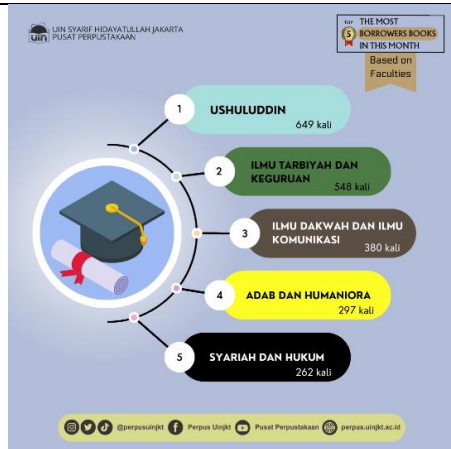 UIN SYARIF HIDAYATULLAH JAKARTA
PUSAT PERPUSTAKAAN
TOP 5 THE MOST
BORROWERS BOOKS
IN THIS MONTH
Based on
Faculties
1 USHULUDDIN
649 kali
2 ILMU TARBIYAH DAN
KEGURUAN
548 kali
3 ILMU DAKWAH DAN ILMU
KOMUNIKASI
380 kali
4 ADAB DAN HUMANIORA
297 kali
5 SYARIAH DAN HUKUM
262 kali
@perpusuinjkt Perpus Uinjkt Pusat Perpustakaan perpus.uinjkt.ac.id